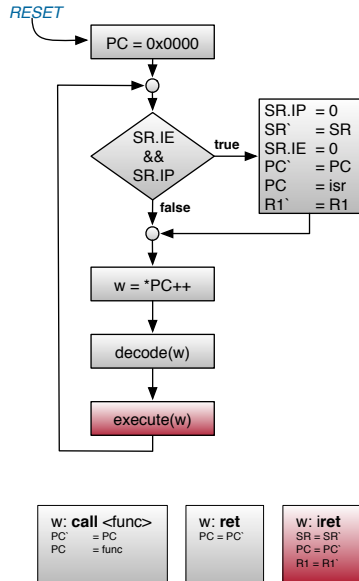 RESET
PC = 0x0000
SR.IE
&&
SR.IP
true
false
SR.IP = 0
SR` = SR
SR.IE = 0
PC` = PC
PC = isr
R1` = R1
w = *PC++
decode(w)
execute(w)
w: call <func>
PC` = PC
PC = func
w: ret
PC = PC`
w: iret
SR = SR`
PC = PC`
R1 = R1`